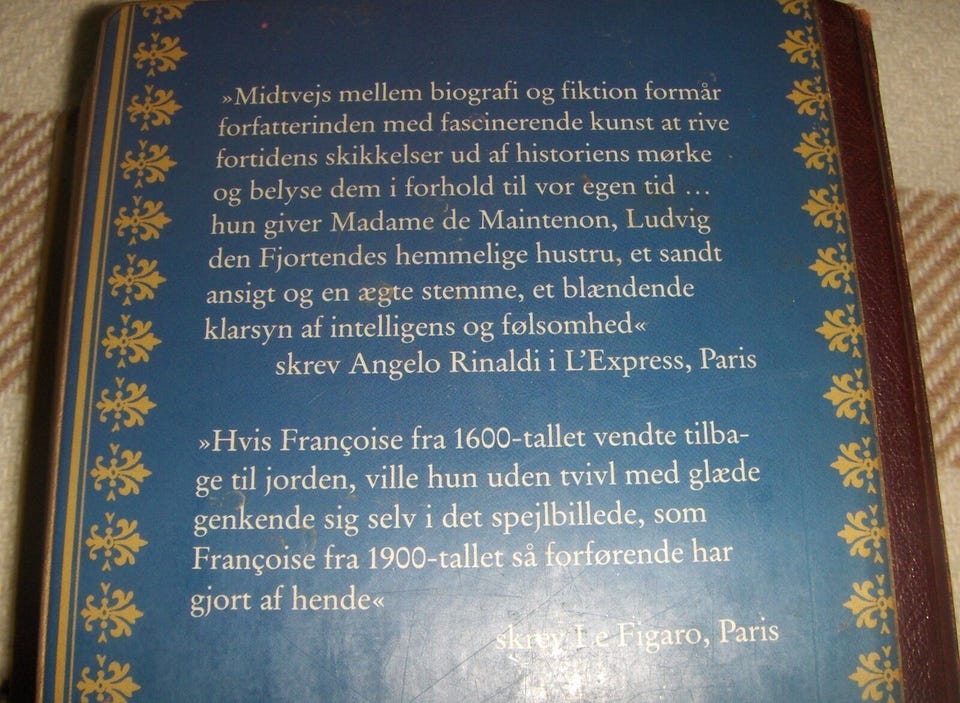 »Midtvejs mellem biografi og fiktion formår
forfatterinden med fascinerende kunst at rive
fortidens skikkelser ud af historiens mørke
og belyse dem i forhold til vor egen tid ...
hun giver Madame de Maintenon, Ludvig
den Fjortendes hemmelige hustru, et sandt
ansigt og en ægte stemme, et blændende
klarsyn af intelligens og følsomhed«
skrev Angelo Rinaldi i L'Express, Paris
»Hvis Françoise fra 1600-tallet vendte tilba-
ge til jorden, ville hun uden tvivl med glæde
genkende sig selv i det spejlbillede, som
Françoise fra 1900-tallet så forførende har
gjort af hende«
skrev Le Figaro, Paris